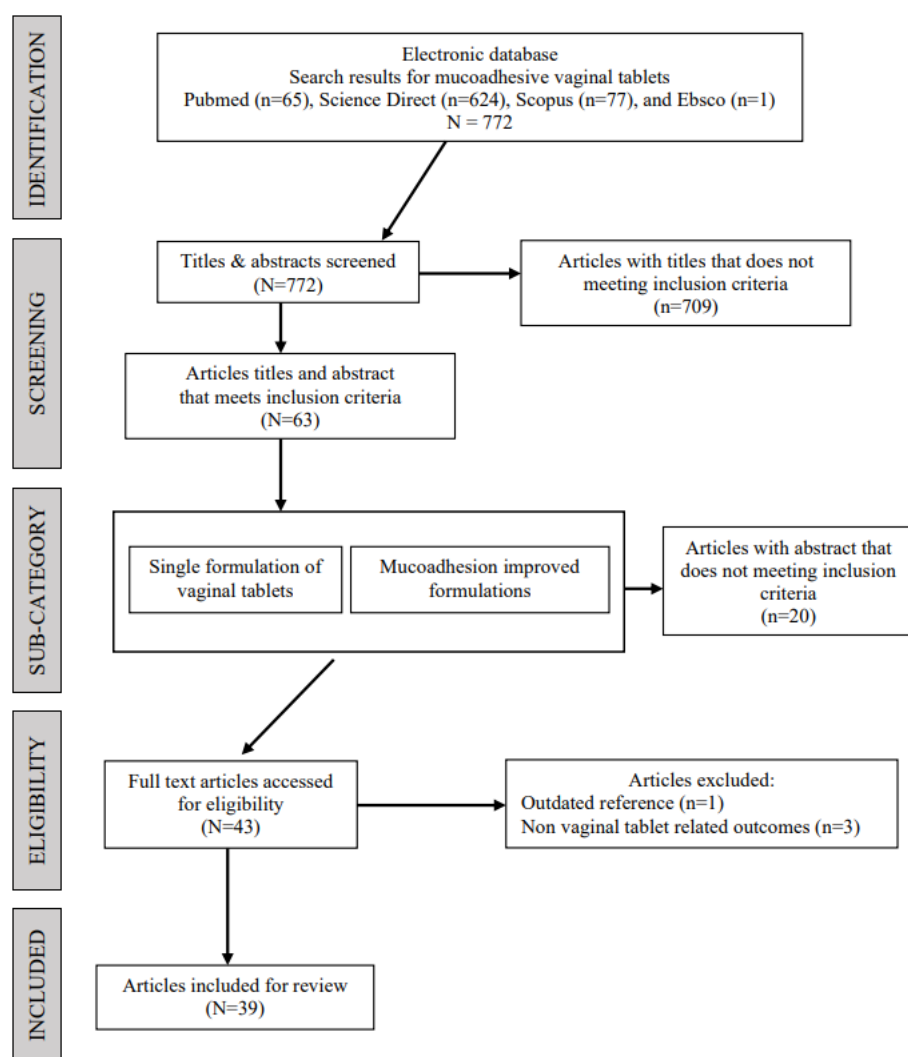 IDENTIFICATION
Electronic database
Search results for mucoadhesive vaginal tablets
Pubmed (n=65), Science Direct (n=624), Scopus (n=77), and Ebsco (n=1)
N = 772
SCREENING
Titles & abstracts screened
(N=772)
Articles with titles that does not
meeting inclusion criteria
(n=709)
Articles titles and abstract
that meets inclusion criteria
(N=63)
SUB-CATEGORY
Single formulation of
vaginal tablets
Mucoadhesion improved
formulations
Articles with abstract that
does not meeting inclusion
criteria
(n=20)
ELIGIBILITY
Full text articles accessed
for eligibility
(N=43)
Articles excluded:
Outdated reference (n=1)
Non vaginal tablet related outcomes (n=3)
INCLUDED
Articles included for review
(N=39)